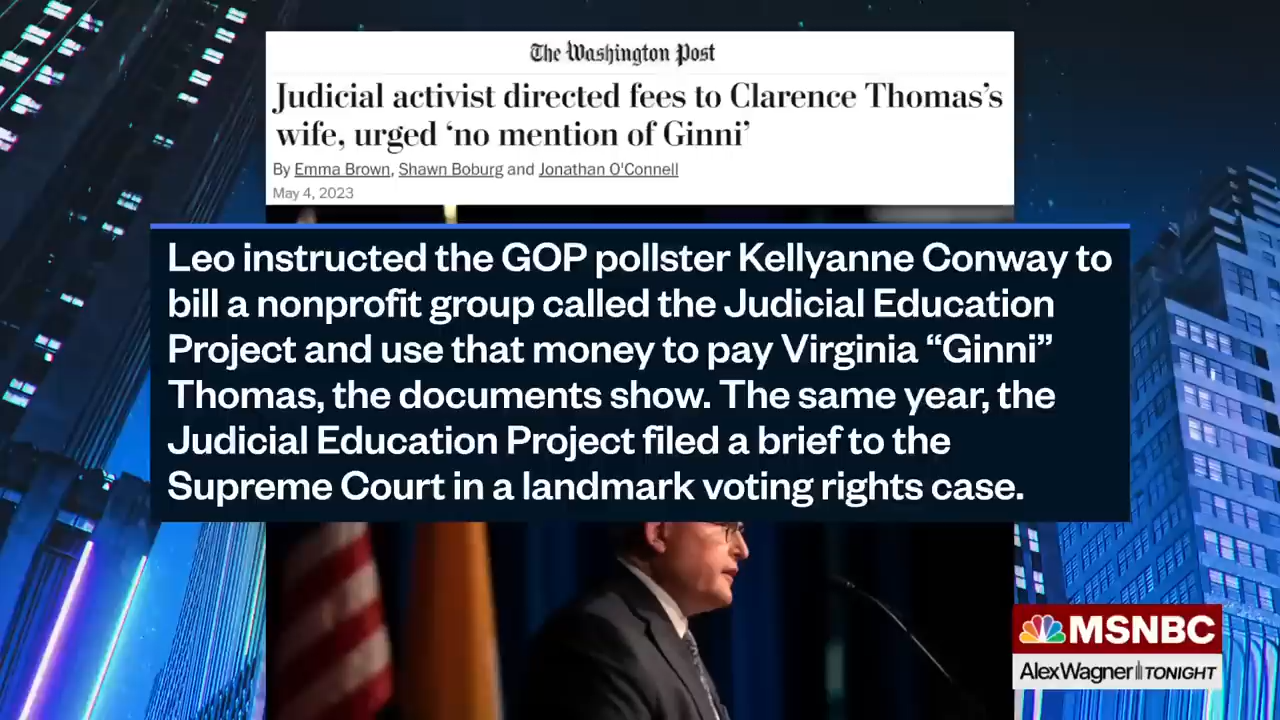 The Washington Post
Judicial activist directed fees to Clarence Thomas's
wife, urged ‘no mention of Ginni’
By Emma Brown, Shawn Boburg and Jonathan O'Connell
May 4, 2023
Leo instructed the GOP pollster Kellyanne Conway to
bill a nonprofit group called the Judicial Education
Project and use that money to pay Virginia “Ginni”
Thomas, the documents show. The same year, the
Judicial Education Project filed a brief to the
Supreme Court in a landmark voting rights case.
MSNBC
AlexWagner TONIGHT